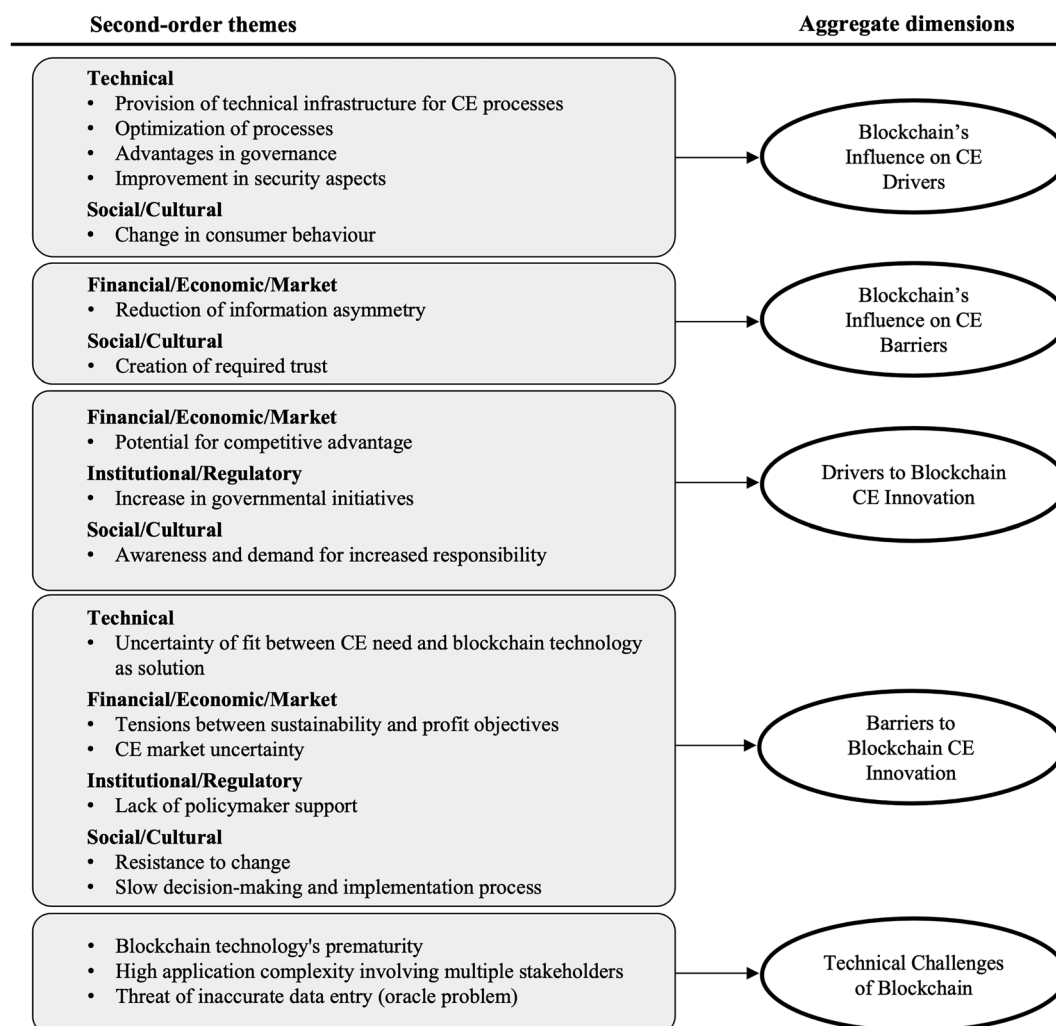 Second-order themes
Aggregate dimensions
Technical
• Provision of technical infrastructure for CE processes
• Optimization of processes
• Advantages in governance
• Improvement in security aspects
Social/Cultural
• Change in consumer behaviour
Blockchain's
Influence on CE
Drivers
Financial/Economic/Market
• Reduction of information asymmetry
Social/Cultural
• Creation of required trust
Blockchain's
Influence on CE
Barriers
Financial/Economic/Market
• Potential for competitive advantage
Institutional/Regulatory
• Increase in governmental initiatives
Social/Cultural
• Awareness and demand for increased responsibility
Drivers to Blockchain
CE Innovation
Technical
• Uncertainty of fit between CE need and blockchain technology
as solution
Financial/Economic/Market
• Tensions between sustainability and profit objectives
• CE market uncertainty
Institutional/Regulatory
• Lack of policymaker support
Social/Cultural
• Resistance to change
• Slow decision-making and implementation process
Barriers to
Blockchain CE
Innovation
• Blockchain technology's prematurity
• High application complexity involving multiple stakeholders
• Threat of inaccurate data entry (oracle problem)
Technical Challenges
of Blockchain